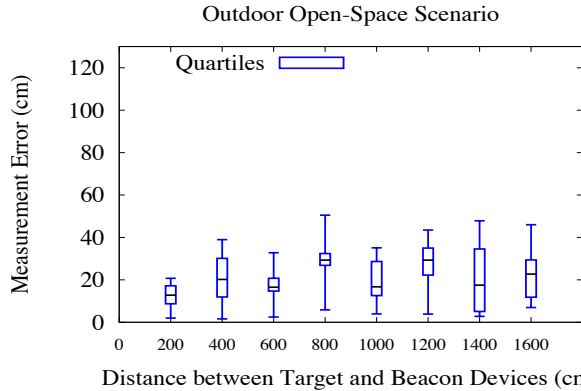 Outdoor Open-Space Scenario
Quartiles
Measurement Error (cm)
120
100
80
60
40
20
0
0 200 400 600 800 1000 1200 1400 1600
Distance between Target and Beacon Devices (cm